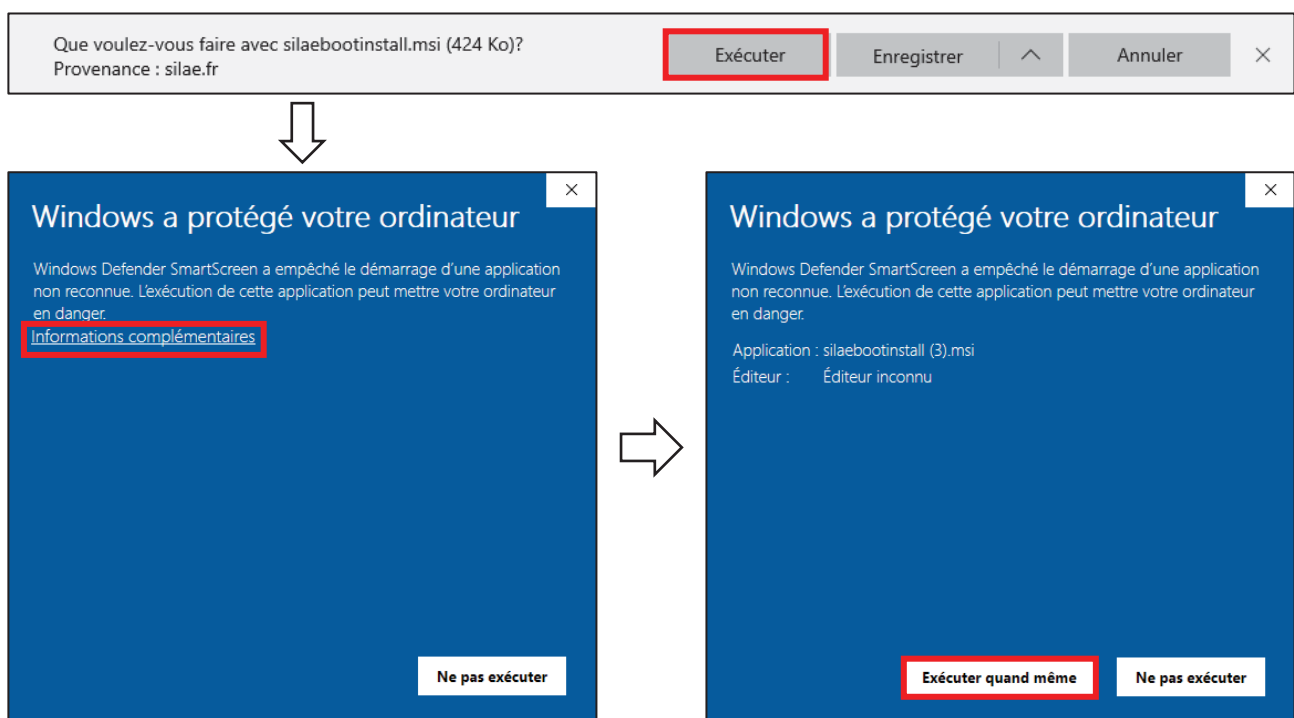 Que voulez-vous faire avec silaebootinstall.msi (424 Ko)?
Provenance : silae.fr
Exécuter
Enregistrer
Annuler
Windows a protégé votre ordinateur
Windows Defender SmartScreen a empêché le démarrage d’une application
non reconnue. L’exécution de cette application peut mettre votre ordinateur
en danger.
Informations complémentaires
Ne pas exécuter
Windows a protégé votre ordinateur
Windows Defender SmartScreen a empêché le démarrage d’une application
non reconnue. L’exécution de cette application peut mettre votre ordinateur
en danger.
Application : silaebootinstall (3).msi
Éditeur : Éditeur inconnu
Exécuter quand même
Ne pas exécuter